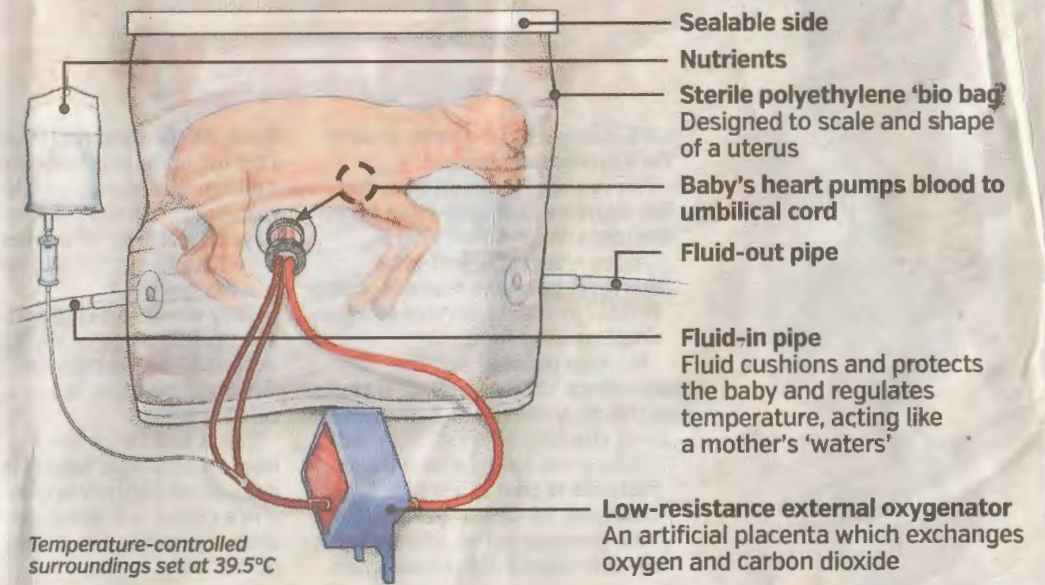 Sealable side
Nutrients
Sterile polyethylene 'bio bag'
Designed to scale and shape
of a uterus
Baby's heart pumps blood to
umbilical cord
Fluid-out pipe
Fluid-in pipe
Fluid cushions and protects
the baby and regulates
temperature, acting like
a mother's 'waters'
Low-resistance external oxygenator
An artificial placenta which exchanges
oxygen and carbon dioxide
Temperature-controlled
surroundings set at 39.5°C